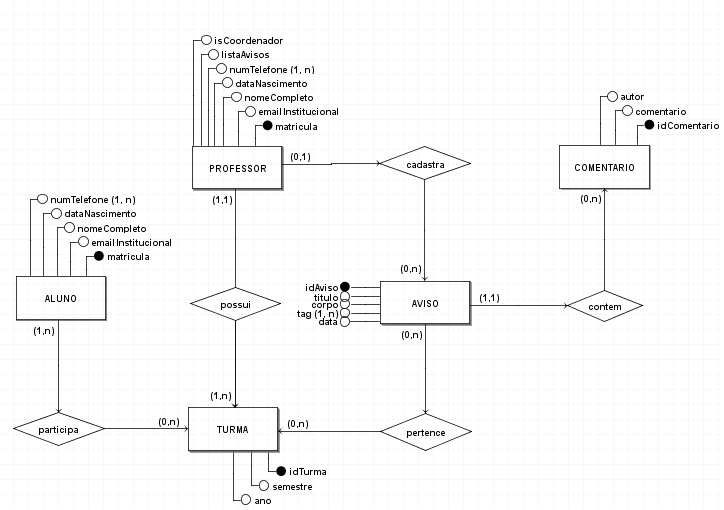 isCoordenador
listaAvisos
numTelefone (1, n)
dataNascimento
nomeCompleto
emailInstitucional
matricula
PROFESSOR
(0,1)
cadastra
(1,1)
autor
comentario
idComentario
COMENTARIO
(0,n)
numTelefone (1, n)
dataNascimento
nomeCompleto
emailInstitucional
matricula
ALUNO
(1,n)
possui
(0,n)
idAviso
titulo
corpo
tag (1, n)
data
AVISO
(1,1)
contem
(0,n)
participa
(0,n)
(1,n)
TURMA
(0,n)
pertence
idTurma
semestre
ano